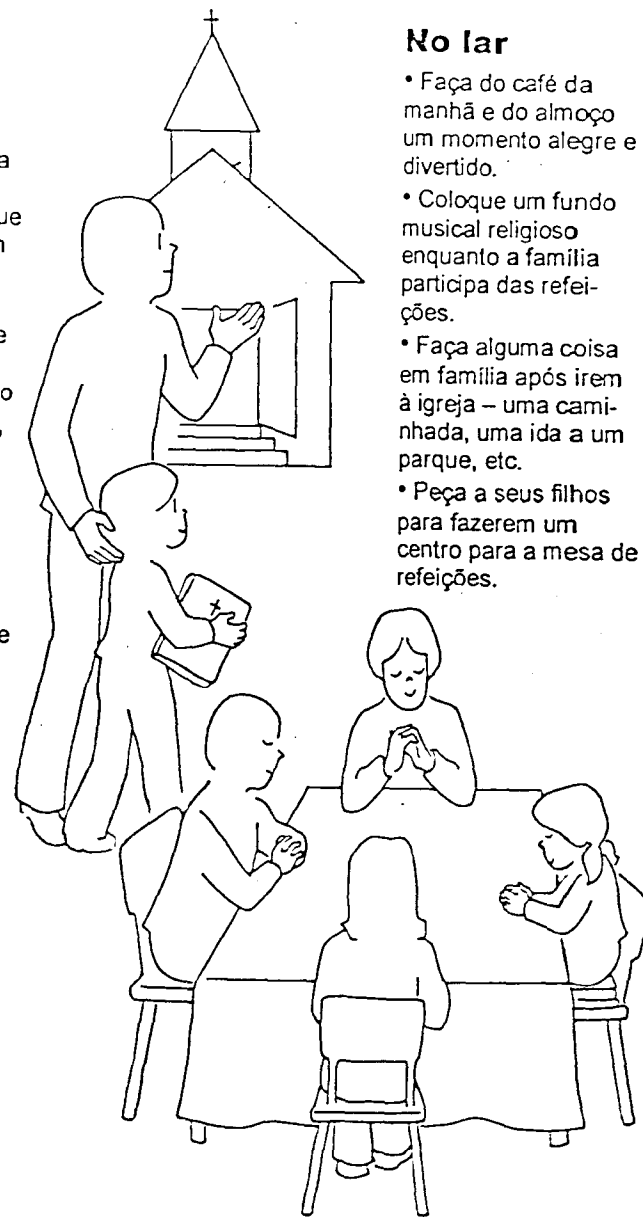 a
ue
n
e
o
,
e
No lar
• Faça do café da
manhã e do almoço
um momento alegre e
divertido.
• Coloque um fundo
musical religioso
enquanto a família
participa das refei-
ções.
• Faça alguma coisa
em família após irem
à igreja – uma cami-
nhada, uma ida a um
parque, etc.
• Peça a seus filhos
para fazerem um
centro para a mesa de
refeições.